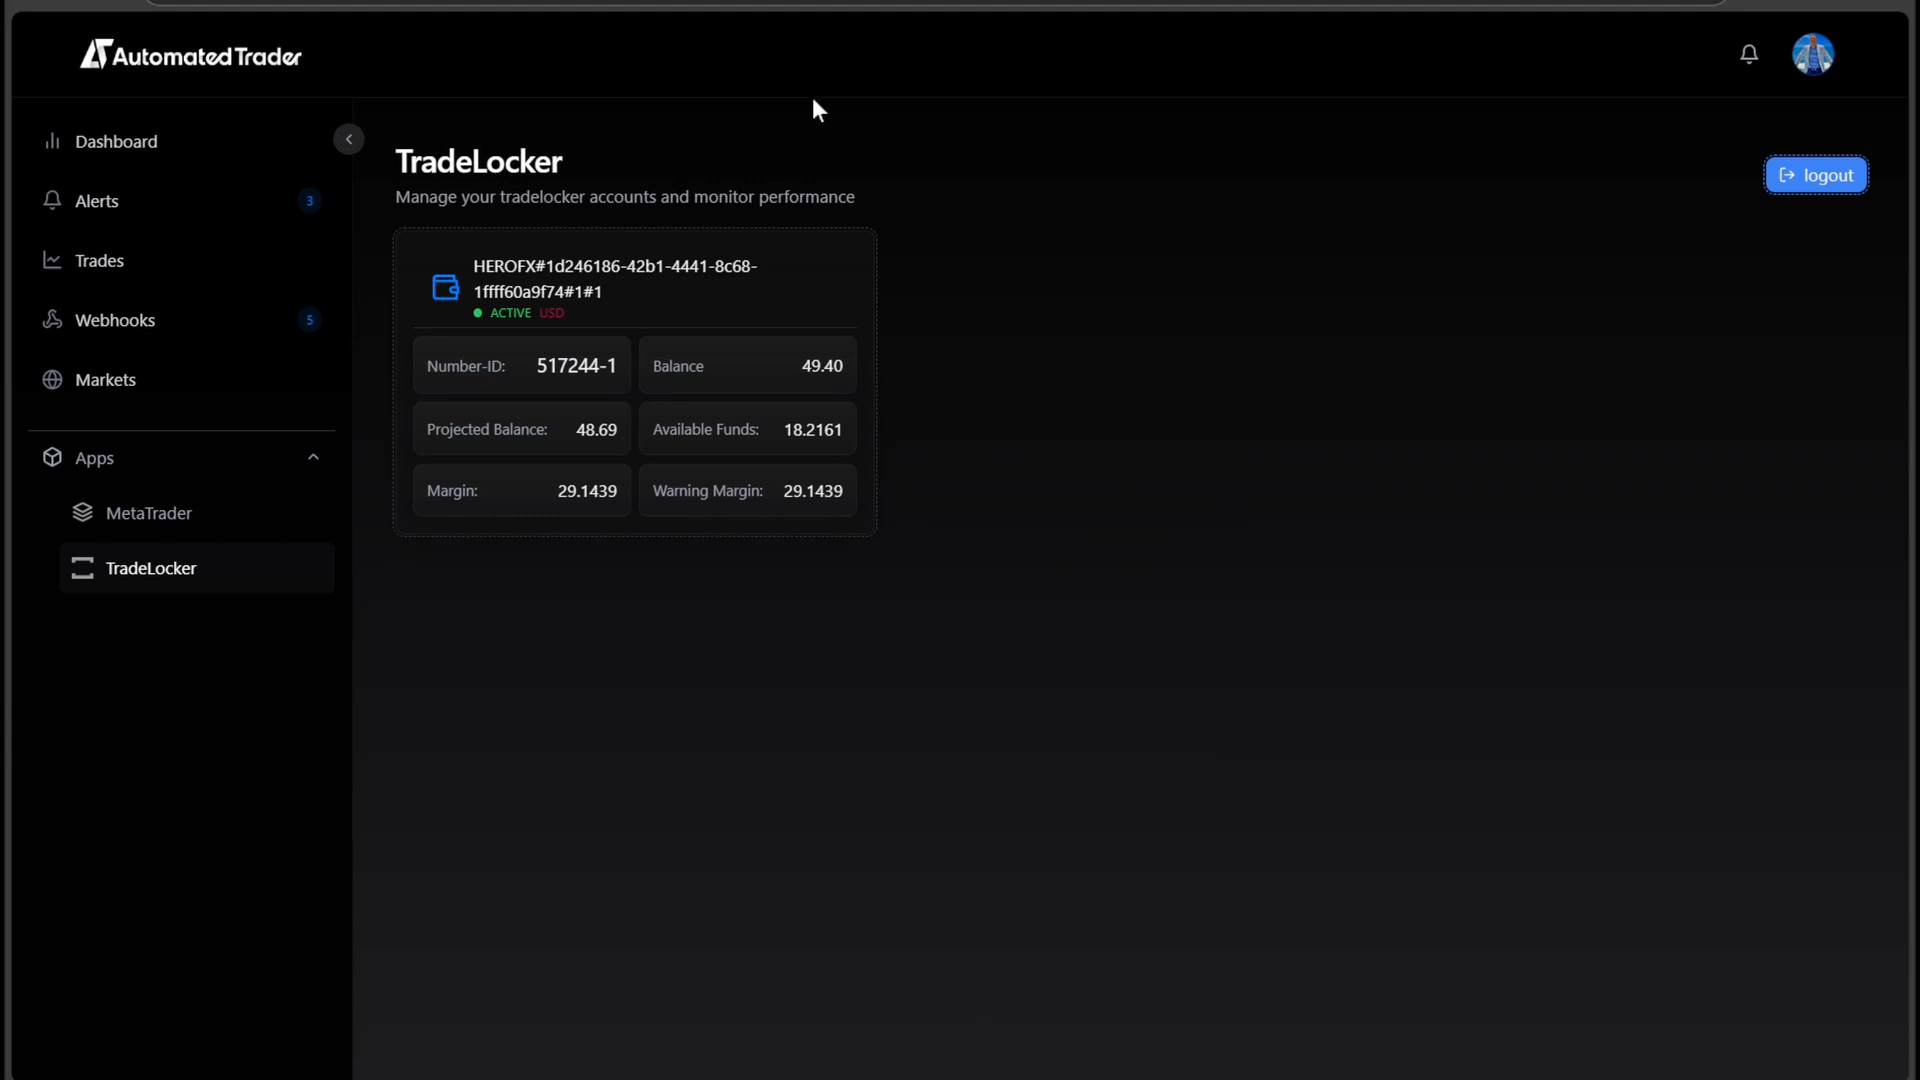 AutomatedTrader
Dashboard
Alerts 3
Trades
Webhooks 5
Markets
Apps
MetaTrader
TradeLocker
TradeLocker
Manage your tradelocker accounts and monitor performance
logout
HEROFX#1d246186-42b1-4441-8c68-
1ffff60a9f74#1#1
ACTIVE USD
Number-ID: 517244-1 Balance 49.40
Projected Balance: 48.69 Available Funds: 18.2161
Margin: 29.1439 Warning Margin: 29.1439